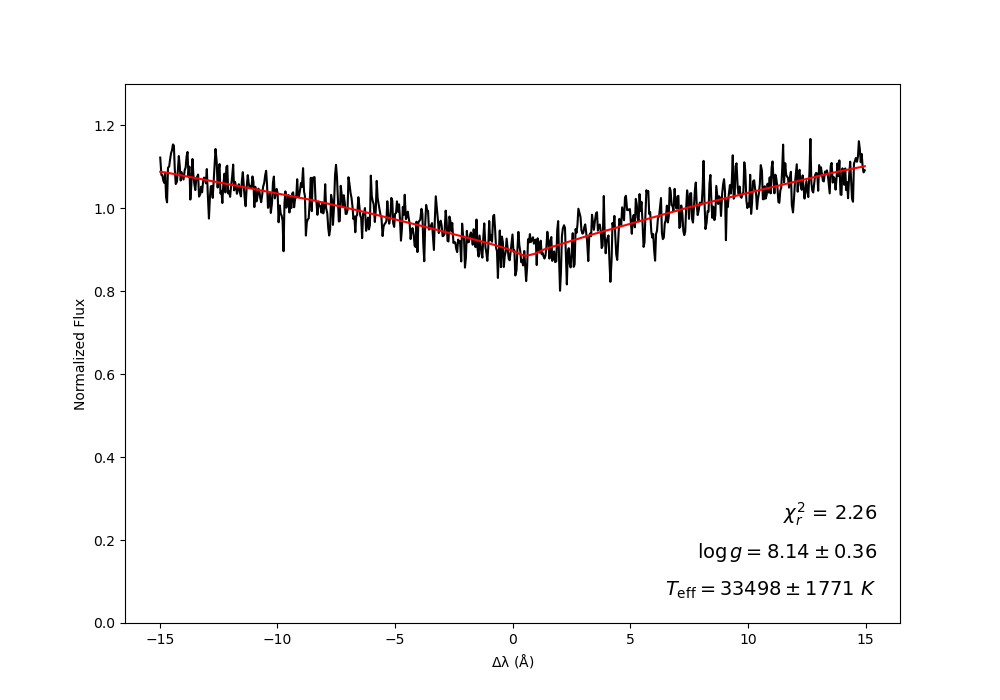 1.2
1.0
0.8
0.6
0.4
0.2
0.0
Normalized Flux
χ²ᵣ = 2.26
log g = 8.14 ± 0.36
T_eff = 33498 ± 1771 K
−15 −10 −5 0 5 10 15
Δλ (Å)